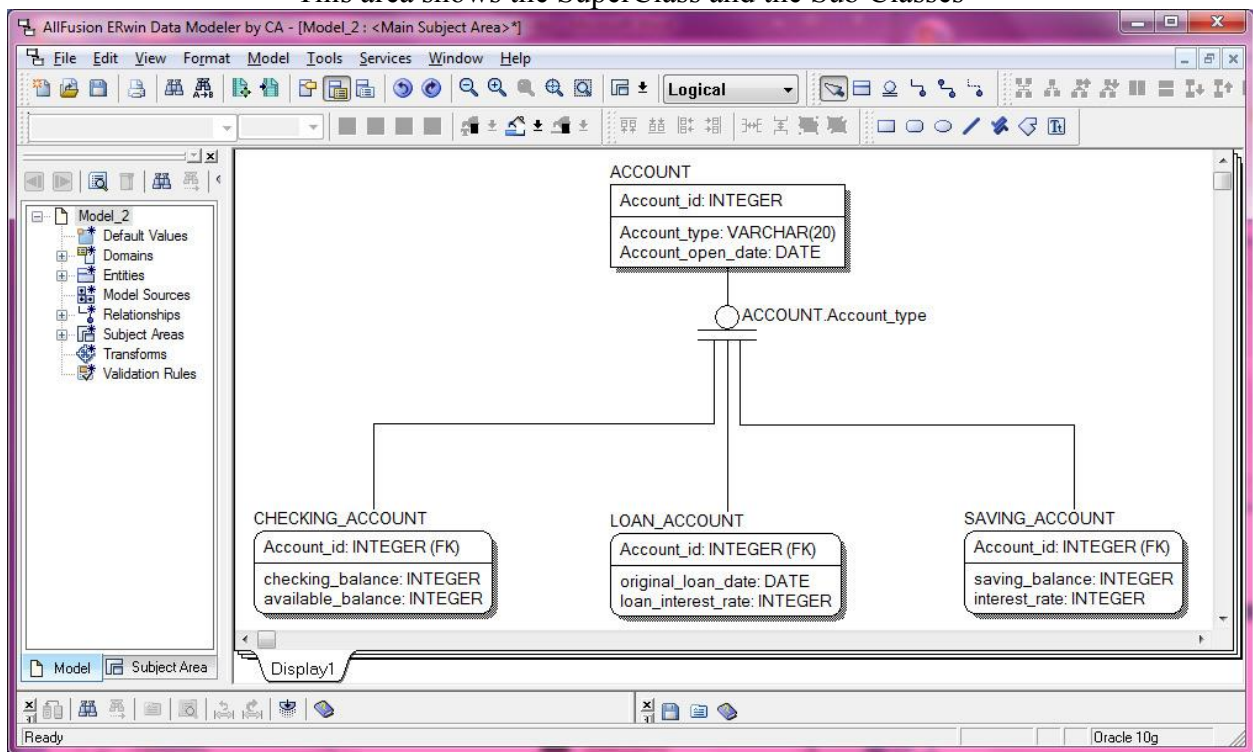 This area shows the SuperClass and the Sub Classes
AllFusion ERwin Data Modeler by CA - [Model_2 : <Main Subject Area>*]
File Edit View Format Model Tools Services Window Help
Logical
Model_2
Default Values
Domains
Entities
Model Sources
Relationships
Subject Areas
Transforms
Validation Rules
ACCOUNT
Account_id: INTEGER
Account_type: VARCHAR(20)
Account_open_date: DATE
ACCOUNT.Account_type
CHECKING_ACCOUNT
Account_id: INTEGER (FK)
checking_balance: INTEGER
available_balance: INTEGER
LOAN_ACCOUNT
Account_id: INTEGER (FK)
original_loan_date: DATE
loan_interest_rate: INTEGER
SAVING_ACCOUNT
Account_id: INTEGER (FK)
saving_balance: INTEGER
interest_rate: INTEGER
Model Subject Area
Display1
Ready
Oracle 10g